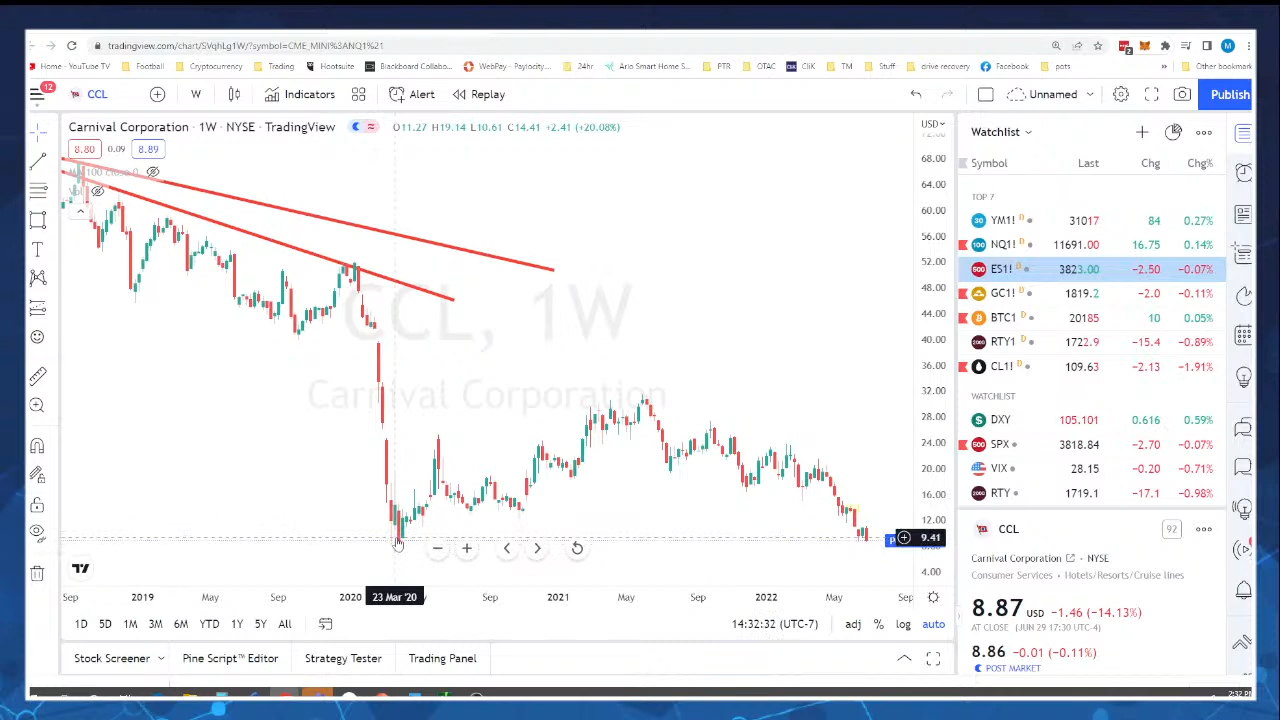 tradingview.com/chart/SVqhLg1W/?symbol=CME_MINI%3ANQ1%21
Home - YouTube TV Football Cryptocurrency Trading Hootsuite Blackboard Collabo... WebPay - Paylocity... 24hr Arlo Smart Home S... PTR OTAC CliK TM Stuff drive recovery Facebook pots » Other bookmark
12 CCL W Indicators Alert Replay Unnamed Publish
Carnival Corporation · 1W · NYSE · TradingView O11.27 H19.14 L10.61 C14.41 +2.41 (+20.08%)
8.80 0.09 8.89
USD
72.00
68.00
64.00
60.00
56.00
52.00
48.00
44.00
40.00
36.00
32.00
28.00
24.00
20.00
16.00
12.00
9.41
4.00
CCL, 1W
Carnival Corporation
Sep 2019 May Sep 2020 23 Mar '20 Sep 2021 May Sep 2022 May Sep
1D 5D 1M 3M 6M YTD 1Y 5Y All 14:32:32 (UTC-7) adj % log auto
Stock Screener Pine Script™ Editor Strategy Tester Trading Panel
Watchlist
Symbol Last Chg Chg%
TOP 7
YM1! D 31017 84 0.27%
NQ1! D 11691.00 16.75 0.14%
ES1! D 3823.00 −2.50 −0.07%
GC1! D 1819.2 −2.0 −0.11%
BTC1 D 20185 10 0.05%
RTY1 D 1722.9 −15.4 −0.89%
CL1! D 109.63 −2.13 −1.91%
WATCHLIST
DXY 105.101 0.616 0.59%
SPX 3818.84 −2.70 −0.07%
VIX 28.15 −0.20 −0.71%
RTY 1719.1 −17.1 −0.98%
CCL 92
Carnival Corporation · NYSE
Consumer Services · Hotels/Resorts/Cruise lines
8.87 USD −1.46 (−14.13%)
AT CLOSE (JUN 29 17:30 UTC-4)
8.86 −0.01 (−0.11%)
POST MARKET